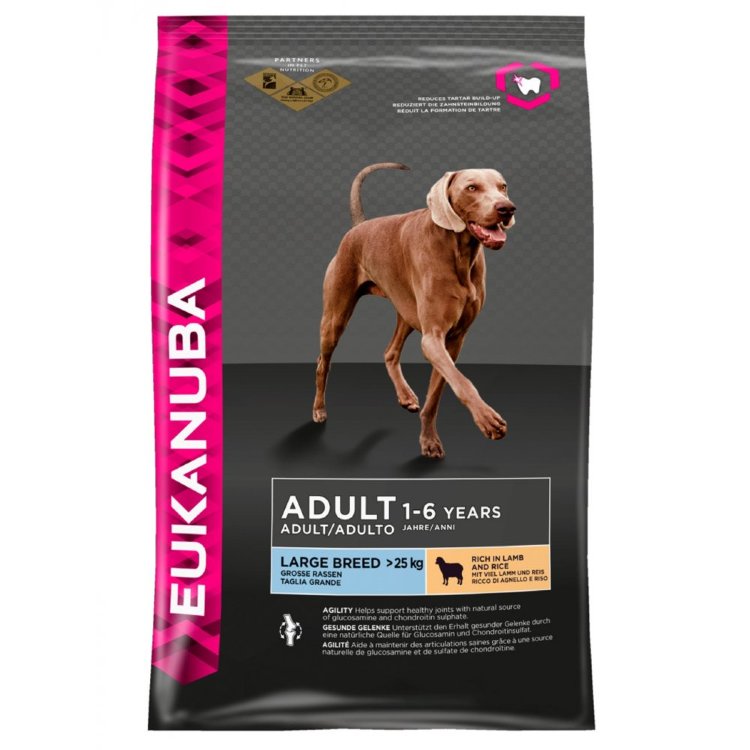 PARTNERS
IN PET
NUTRITION
REDUCES TARTAR BUILD-UP
REDUZIERT DIE ZAHNSTEINBILDUNG
RÉDUIT LA FORMATION DE TARTRE
EUKANUBA
ADULT 1-6 YEARS
ADULT/ADULTO JAHRE/ANNI
LARGE BREED >25kg
GROSSE RASSEN
TAGLIA GRANDE
RICH IN LAMB
AND RICE
MIT VIEL LAMM UND REIS
RICCO DI AGNELLO E RISO
AGILITY Helps support healthy joints with natural source
of glucosamine and chondroitin sulphate.
GESUNDE GELENKE Unterstützt den Erhalt gesunder Gelenke durch
eine natürliche Quelle für Glucosamin und Chondroitinsulfat.
AGILITÉ Aide à maintenir des articulations saines grâce à une source
naturelle de glucosamine et de sulfate de chondroïtine.